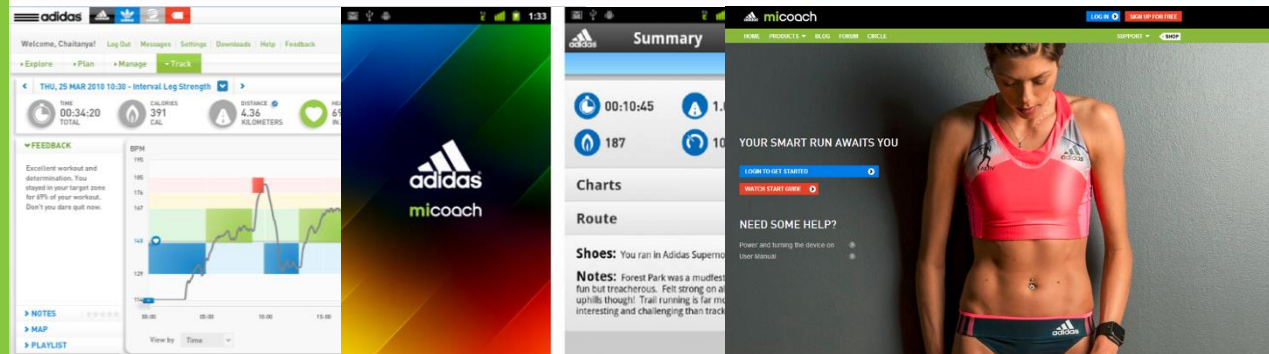 adidas
Welcome, Chaitanya! Log Out Messages Settings Downloads Help Feedback
Explore Plan Manage Track
THU, 25 MAR 2010 10:30 - Interval Leg Strength
TIME
00:34:20
TOTAL
CALORIES
391
CAL
DISTANCE
4.36
KILOMETERS
FEEDBACK
Excellent workout and
determination. You
stayed in your target zone
for 69% of your workout.
Don't you dare quit now.
BPM
195
185
176
167
148
129
114
00:00 05:00 10:00 15:00
NOTES
MAP
PLAYLIST
View by Time
1:33
adidas
micoach
adidas
Summary
00:10:45
187
Charts
Route
Shoes: You ran in Adidas
Notes: Forest Park was a
fun but treacherous. Felt strong on
uphills though! Trail running is far
interesting and challenging than
micoach
LOG IN
SIGN UP FOR FREE
HOME PRODUCTS BLOG FORUM CIRCLE
SUPPORT
SHOP
YOUR SMART RUN AWAITS YOU
LOGIN TO GET STARTED
WATCH START GUIDE
NEED SOME HELP?
Power and turning the device on
User Manual
adidas
adidas